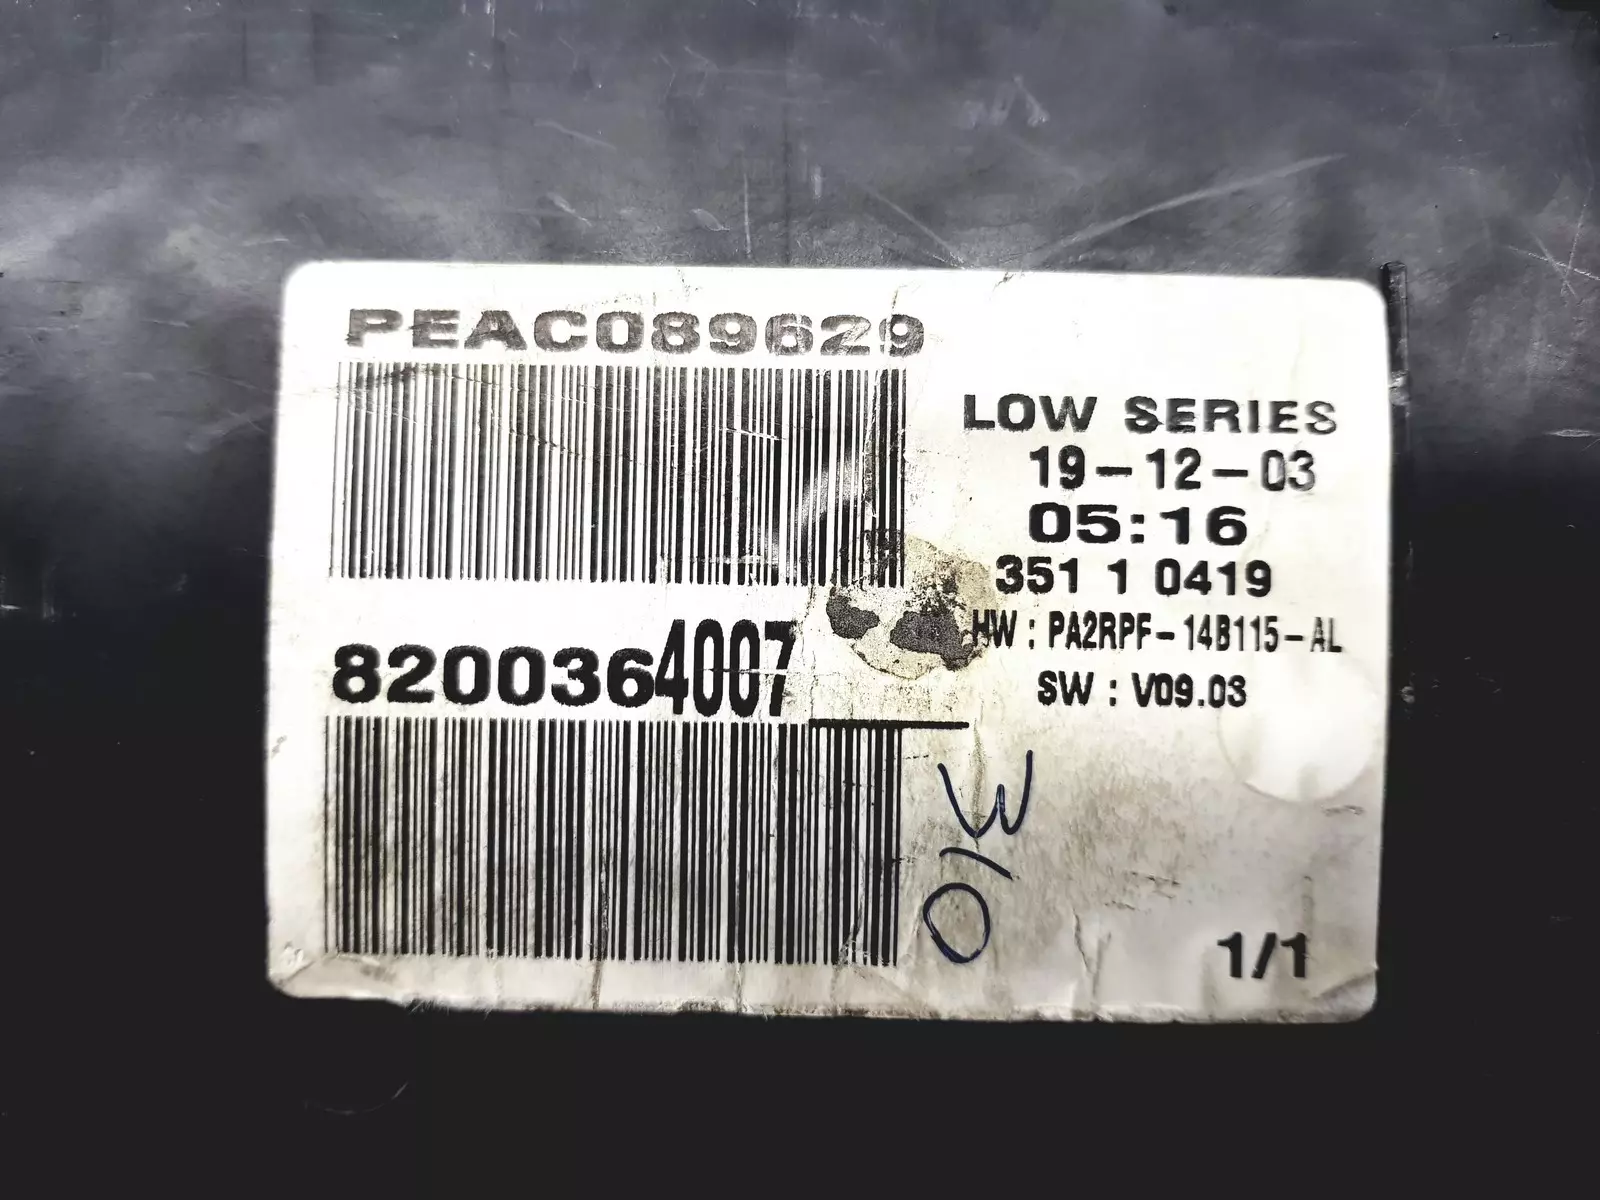 PEAC089629
LOW SERIES
19-12-03
05:16
351 1 0419
HW : PA2RPF-14B115-AL
8200364007
SW : V09.03
310
1/1